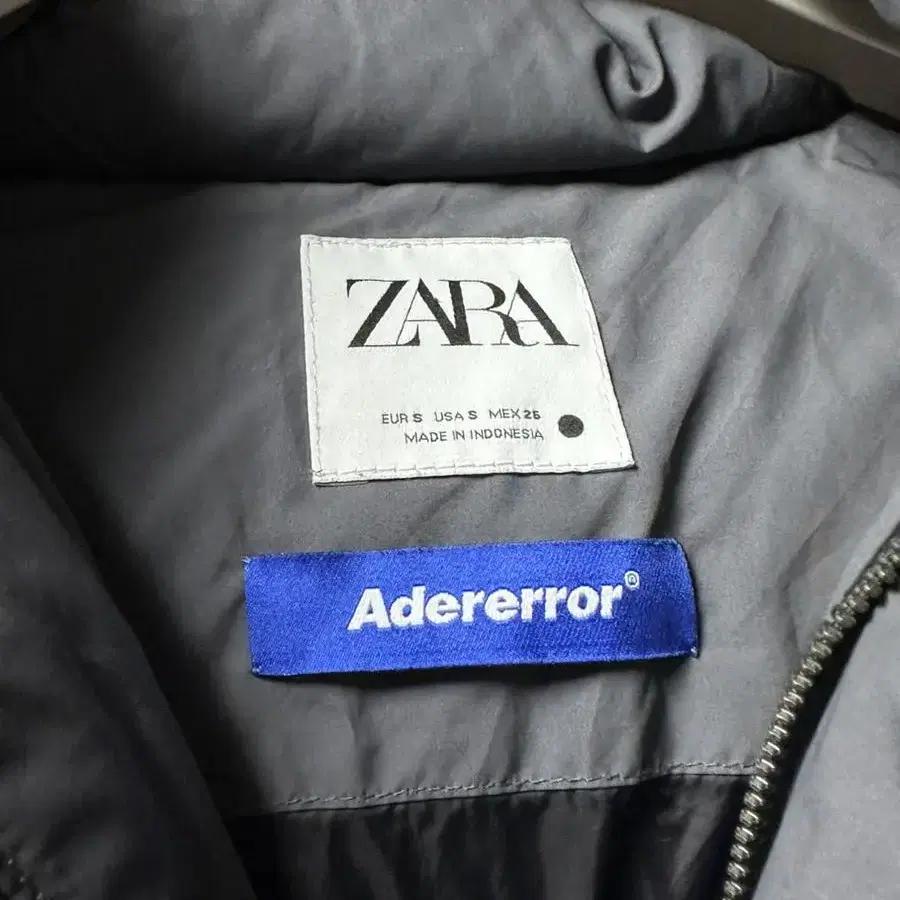 ZARA
EUR S USA S MEX 26
MADE IN INDONESIA
Adererror®